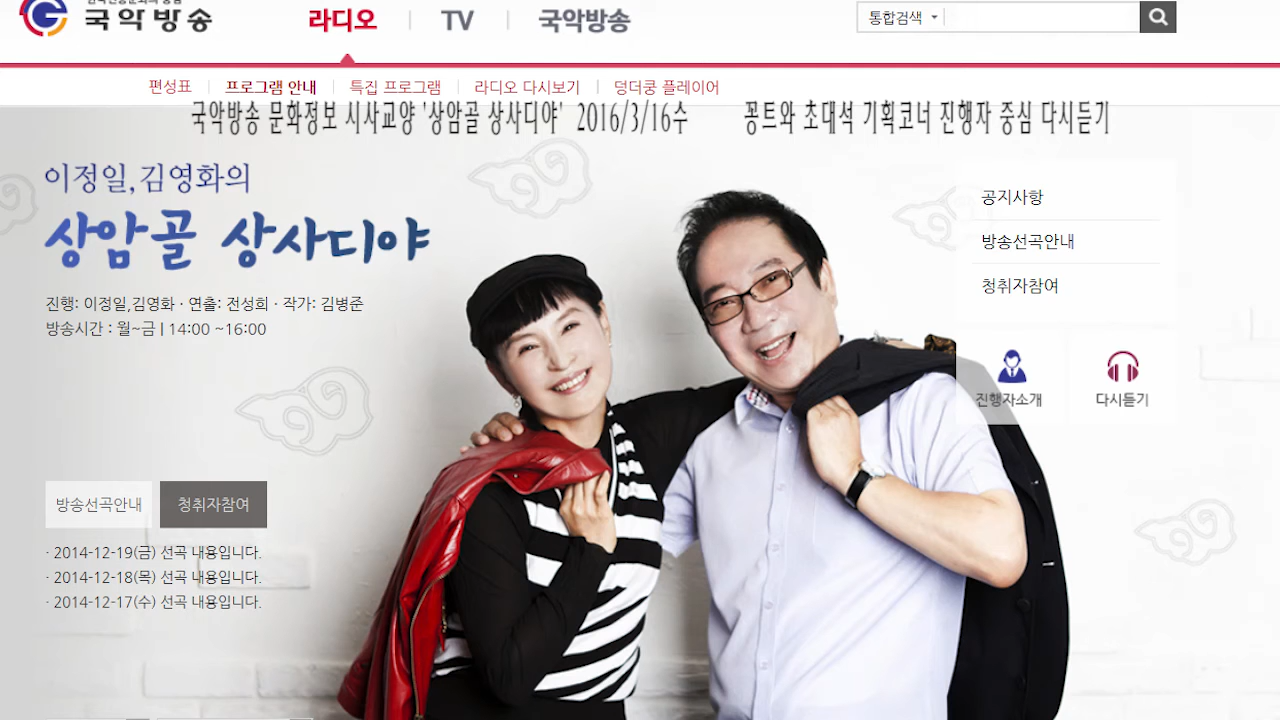 국악방송
라디오 | TV | 국악방송
통합검색
편성표 | 프로그램 안내 | 특집 프로그램 | 라디오 다시보기 | 덩더쿵 플레이어
국악방송 문화정보 시사교양 '상암골 상사디야' 2016/3/16수 꽁트와 초대석 기획코너 진행자 중심 다시듣기
이정일,김영화의
상암골 상사디야
진행: 이정일,김영화 · 연출: 전성희 · 작가: 김병준
방송시간 : 월~금 | 14:00 ~16:00
공지사항
방송선곡안내
청취자참여
진행자소개
다시듣기
방송선곡안내
청취자참여
· 2014-12-19(금) 선곡 내용입니다.
· 2014-12-18(목) 선곡 내용입니다.
· 2014-12-17(수) 선곡 내용입니다.